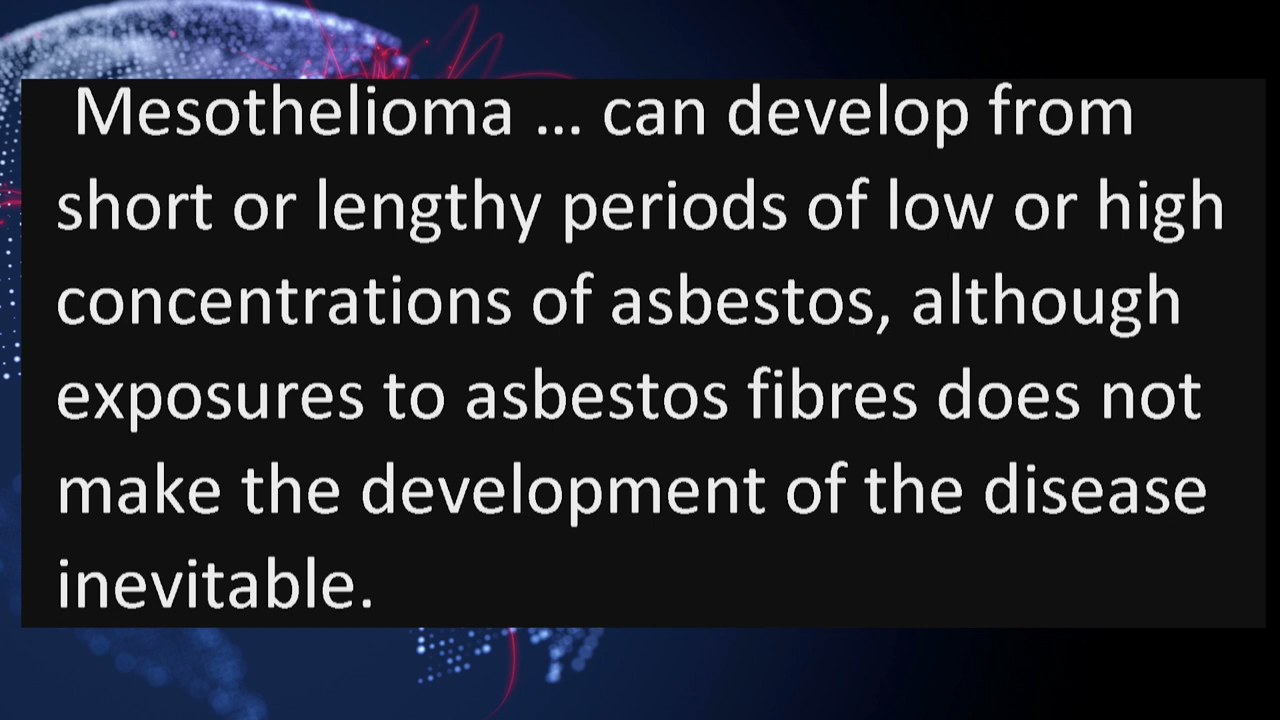 Mesothelioma ... can develop from
short or lengthy periods of low or high
concentrations of asbestos, although
exposures to asbestos fibres does not
make the development of the disease
inevitable.